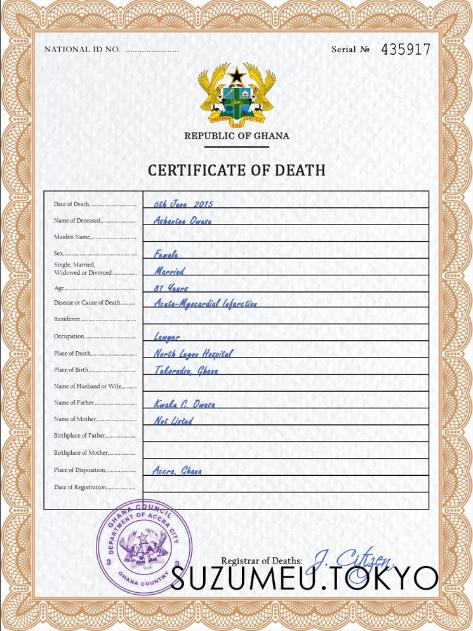 NATIONAL ID NO. ........................
Serial № 435917
REPUBLIC OF GHANA
CERTIFICATE OF DEATH
Date of Death.................. 6th June 2015
Name of Deceased............ Ashantee Owusu
Maiden Name..................
Sex............................ Female
Single, Married,
Widowed or Divorced............ Married
Age............................ 81 Years
Disease or Cause of Death....... Acute-Myocardial Infarction
Residence......................
Occupation..................... Lawyer
Place of Death................. North Legon Hospital
Place of Birth................. Takoradze, Ghana
Name of Husband or Wife.......
Name of Father................. Kwaku C. Owusu
Name of Mother................. Not Listed
Birthplace of Father............
Birthplace of Mother............
Place of Disposition............ Accra, Ghana
Date of Registration............
GHANA COUNCIL
DEPARTMENT OF ACCRA CITY
GHANA COUNTRY
Registrar of Deaths: J. Citizen
SUZUMEU.TOKYO